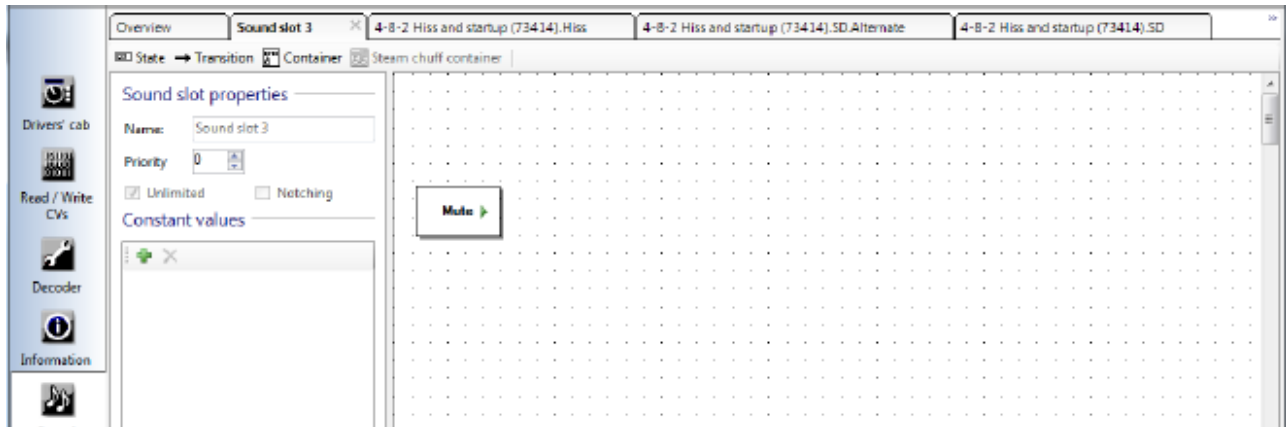 Overview
Sound slot 3
4-8-2 Hiss and startup (73414).Hiss
4-8-2 Hiss and startup (73414).SD.Alternate
4-8-2 Hiss and startup (73414).SD
State
Transition
Container
Steam chuff container
Drivers' cab
Read / Write
CVs
Decoder
Information
Sound slot properties
Name: Sound slot 3
Priority 0
Unlimited
Notching
Constant values
Mute